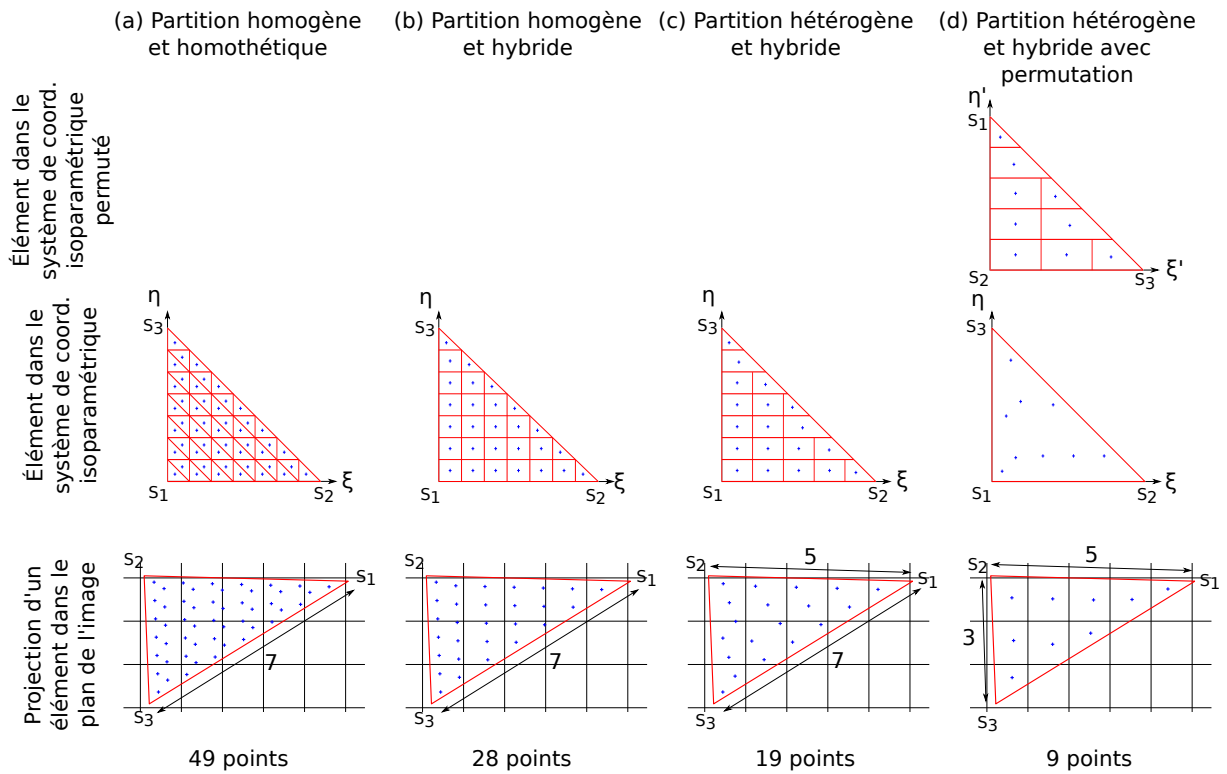 (a) Partition homogène
et homothétique
(b) Partition homogène
et hybride
(c) Partition hétérogène
et hybride
(d) Partition hétérogène
et hybride avec
permutation
Élément dans le
système de coord.
isoparamétrique
permuté
η'
S1
S2
S3
ξ'
Élément dans le
système de coord.
isoparamétrique
η
S3
S1
S2
ξ
η
S3
S1
S2
ξ
η
S3
S1
S2
ξ
η
S3
S1
S2
ξ
Projection d'un
élément dans le
plan de l'image
S2
S1
7
S3
S2
S1
7
S3
S2
5
S1
7
S3
S2
5
S1
3
S3
49 points
28 points
19 points
9 points